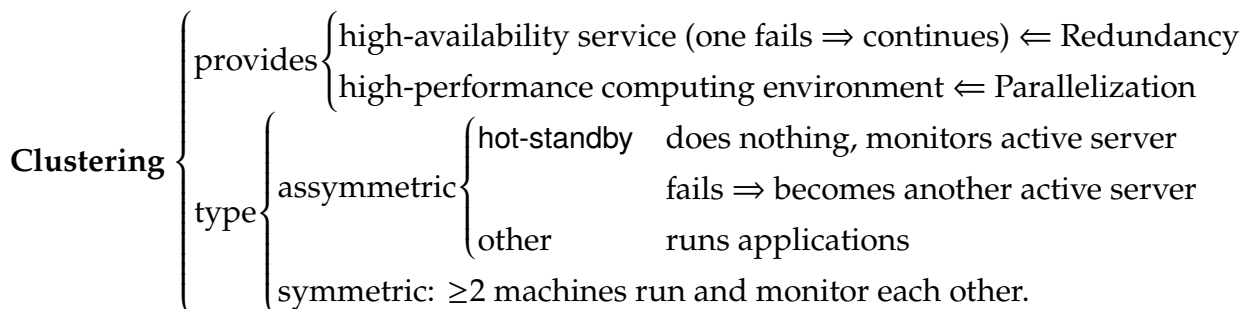 provides high-availability service (one fails ⇒ continues) ⇐ Redundancy
high-performance computing environment ⇐ Parallelization
Clustering
type
assymmetric
hot-standby does nothing, monitors active server
fails ⇒ becomes another active server
other runs applications
symmetric: ≥2 machines run and monitor each other.